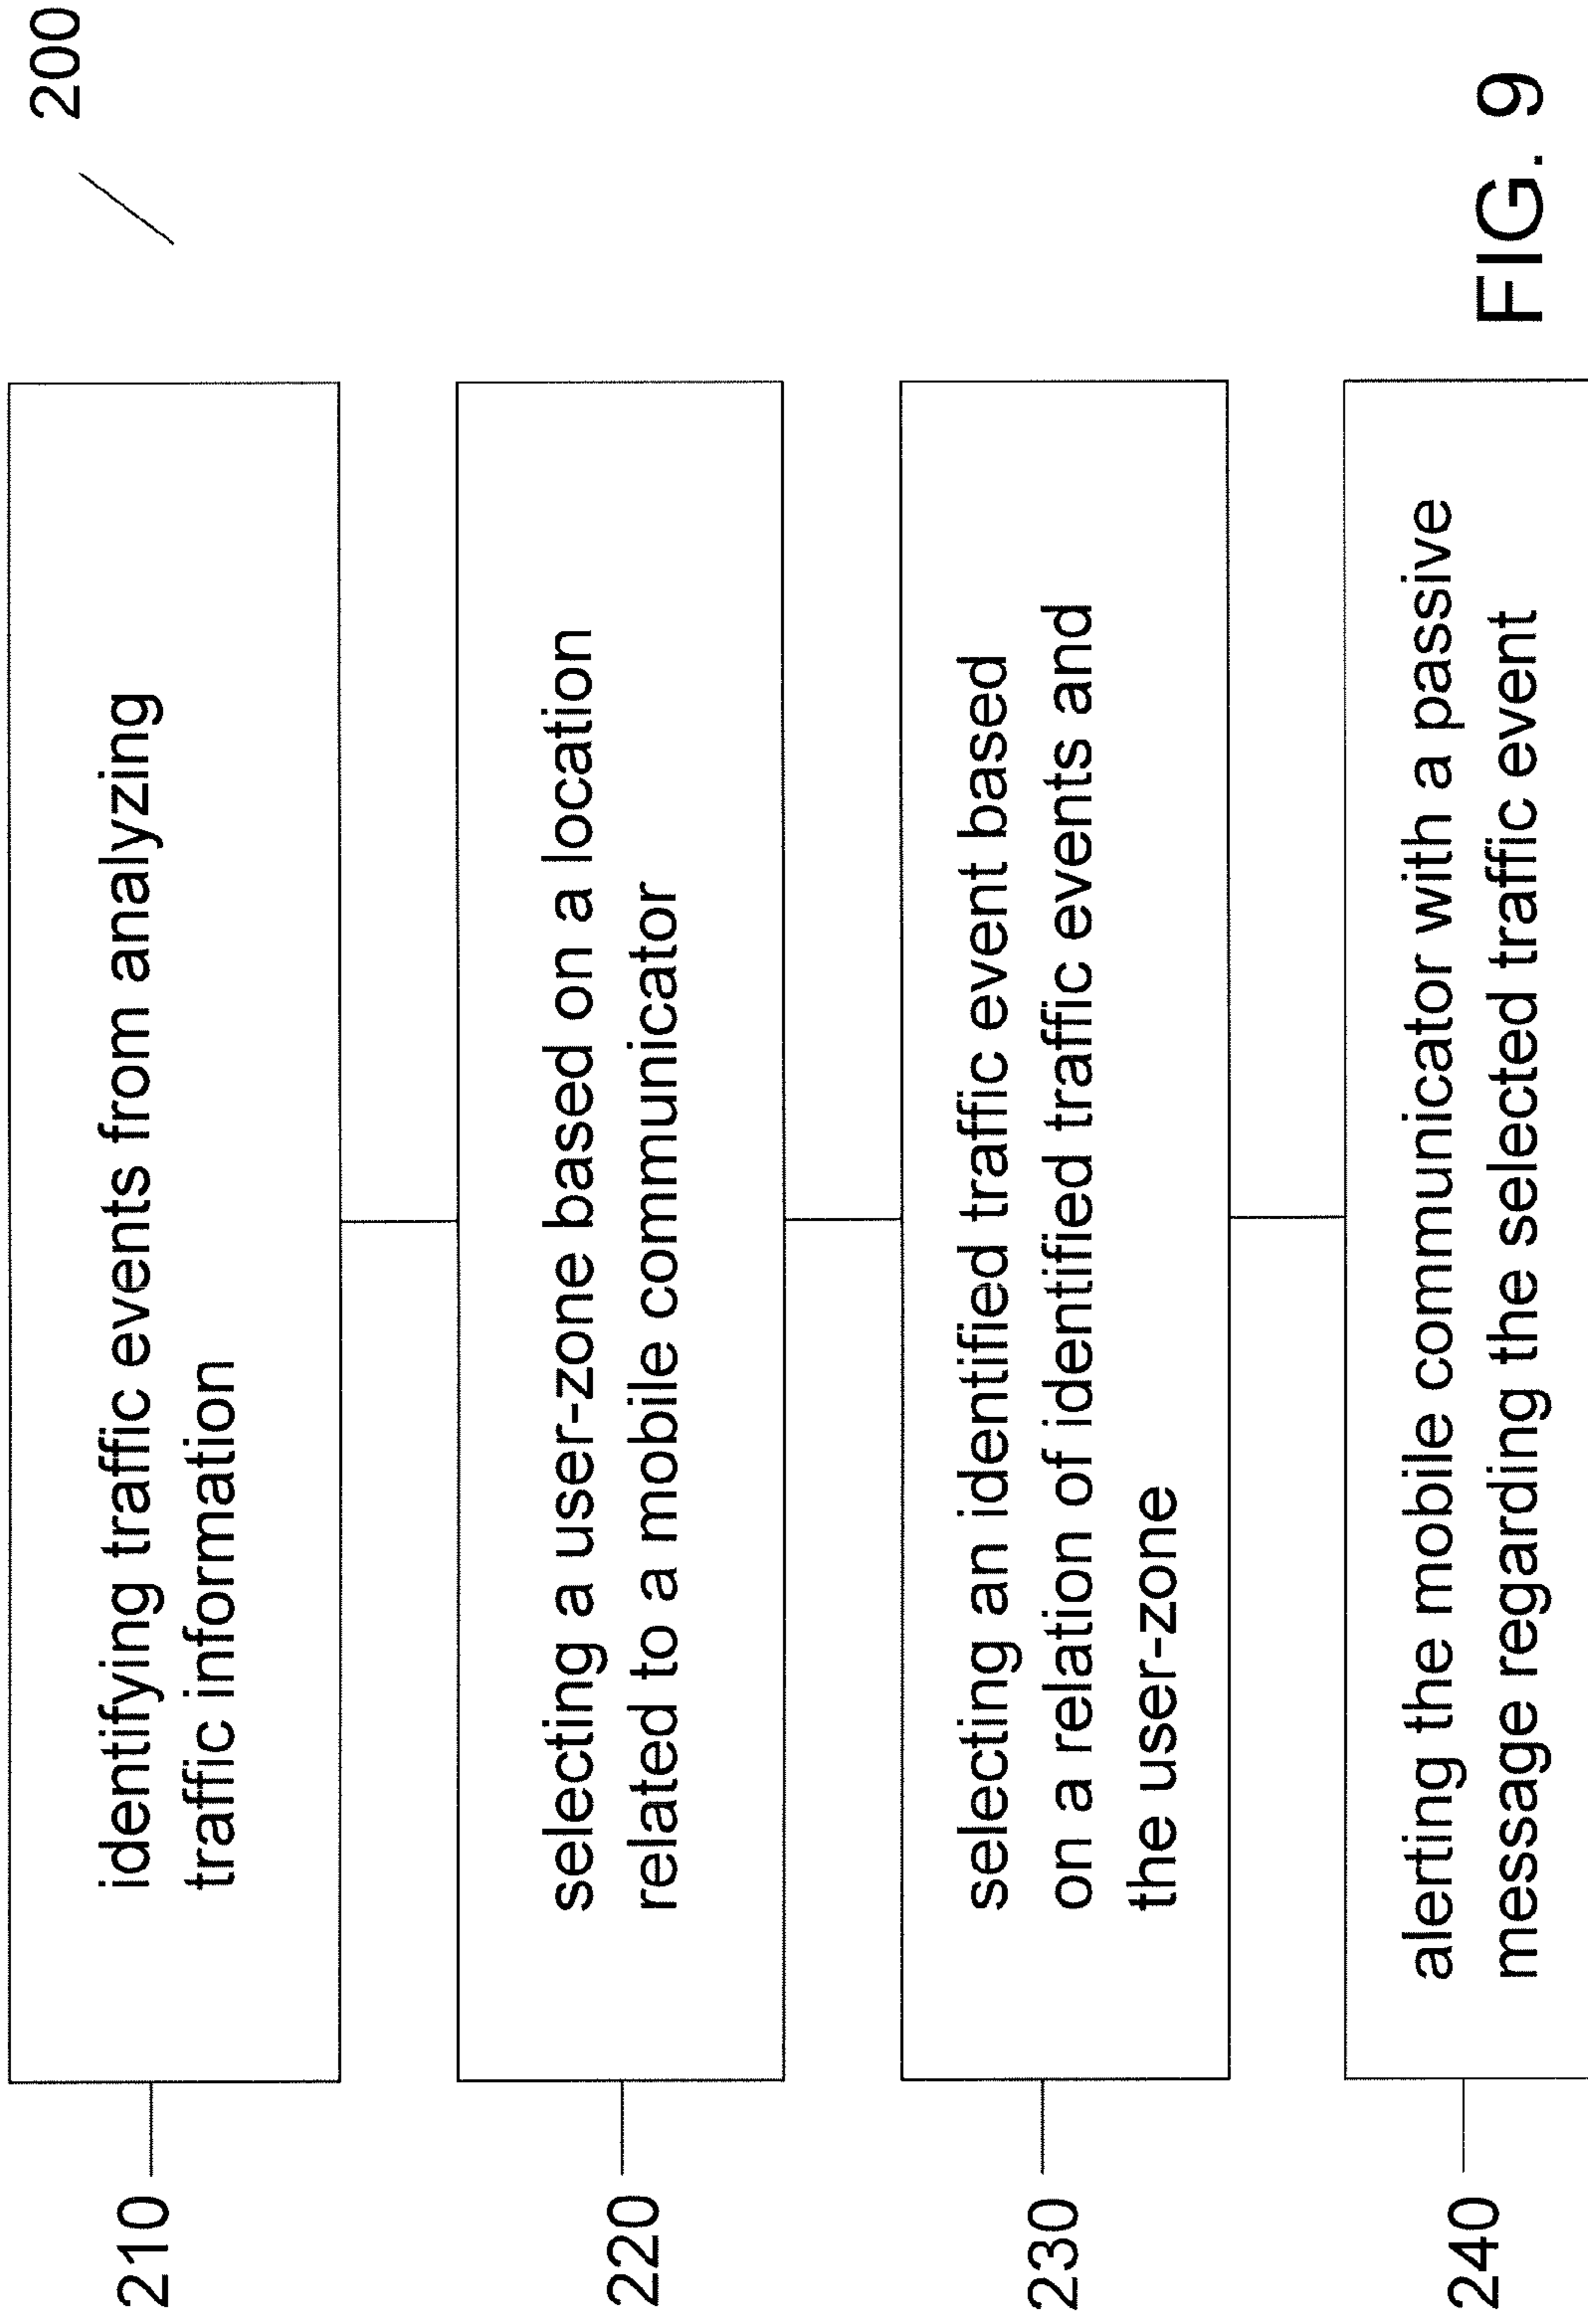 200
210
identifying traffic events from analyzing
traffic information
220
selecting a user-zone based on a location
related to a mobile communicator
230
selecting an identified traffic event based
on a relation of identified traffic events and
the user-zone
240
alerting the mobile communicator with a passive
message regarding the selected traffic event
FIG. 9